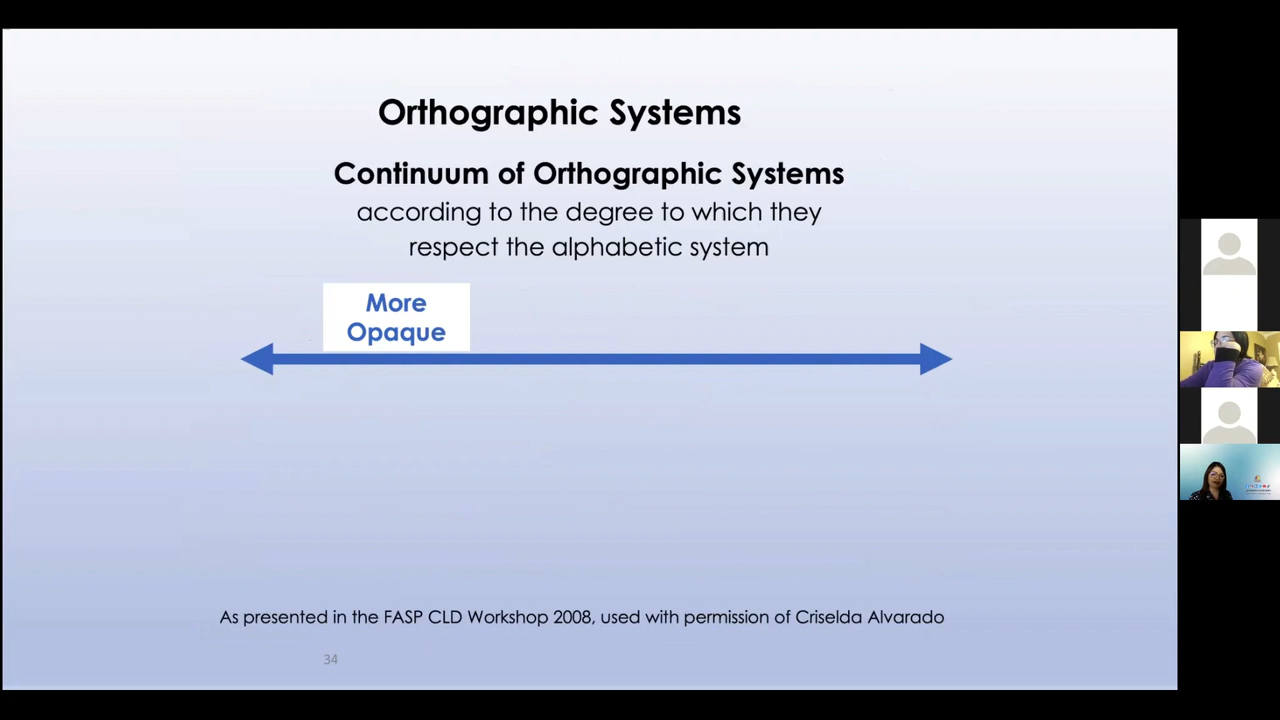 Orthographic Systems
Continuum of Orthographic Systems
according to the degree to which they
respect the alphabetic system
More
Opaque
As presented in the FASP CLD Workshop 2008, used with permission of Criselda Alvarado
34